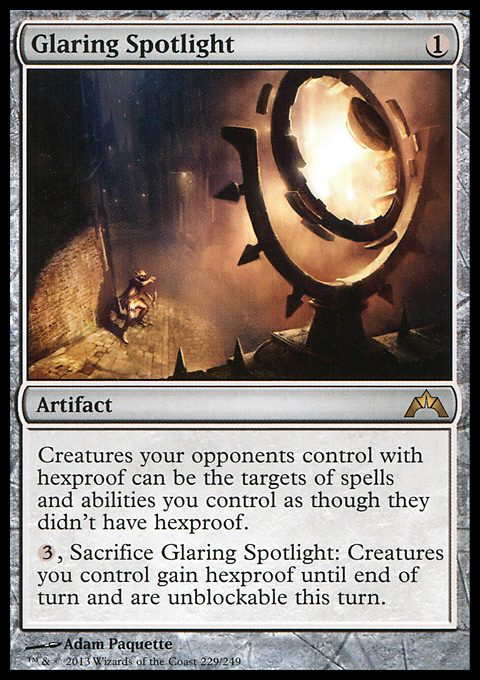 Glaring Spotlight 1
Artifact
Creatures your opponents control with
hexproof can be the targets of spells
and abilities you control as though they
didn't have hexproof.
3, Sacrifice Glaring Spotlight: Creatures
you control gain hexproof until end of
turn and are unblockable this turn.
Adam Paquette
™ & © 2013 Wizards of the Coast 229/249